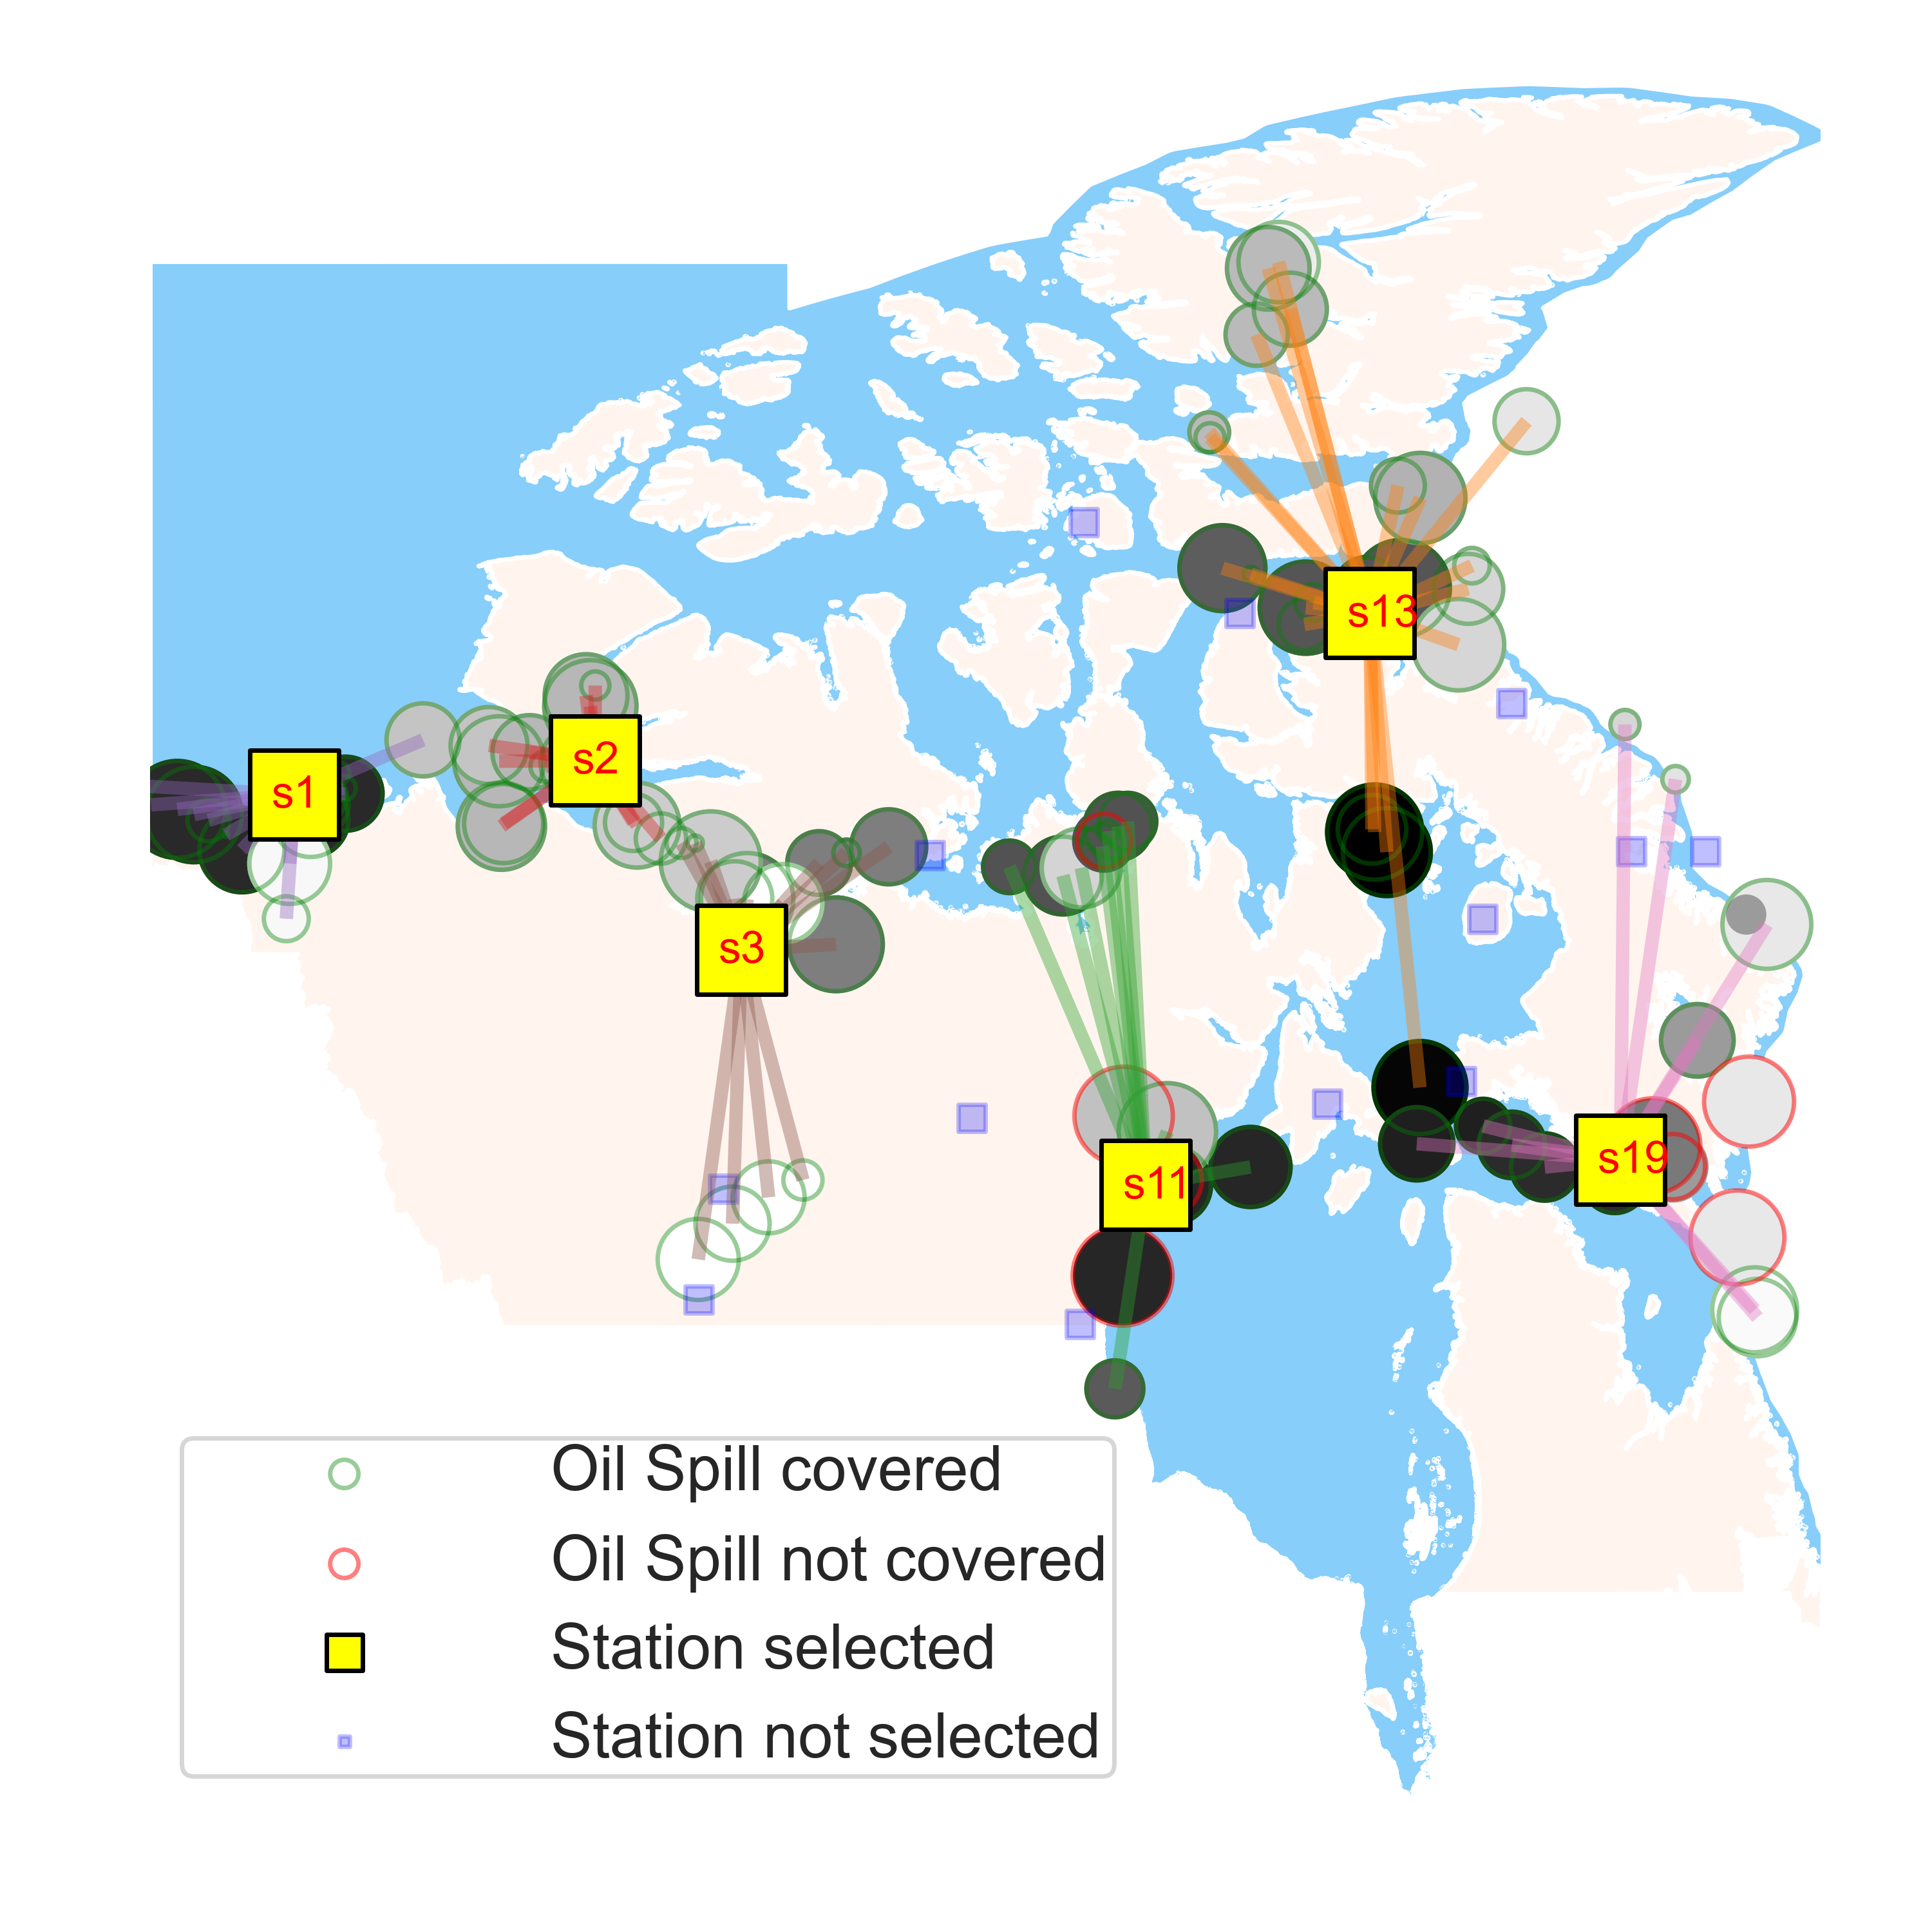 s13
s2
s1
s3
s19
s11
Oil Spill covered
Oil Spill not covered
Station selected
Station not selected